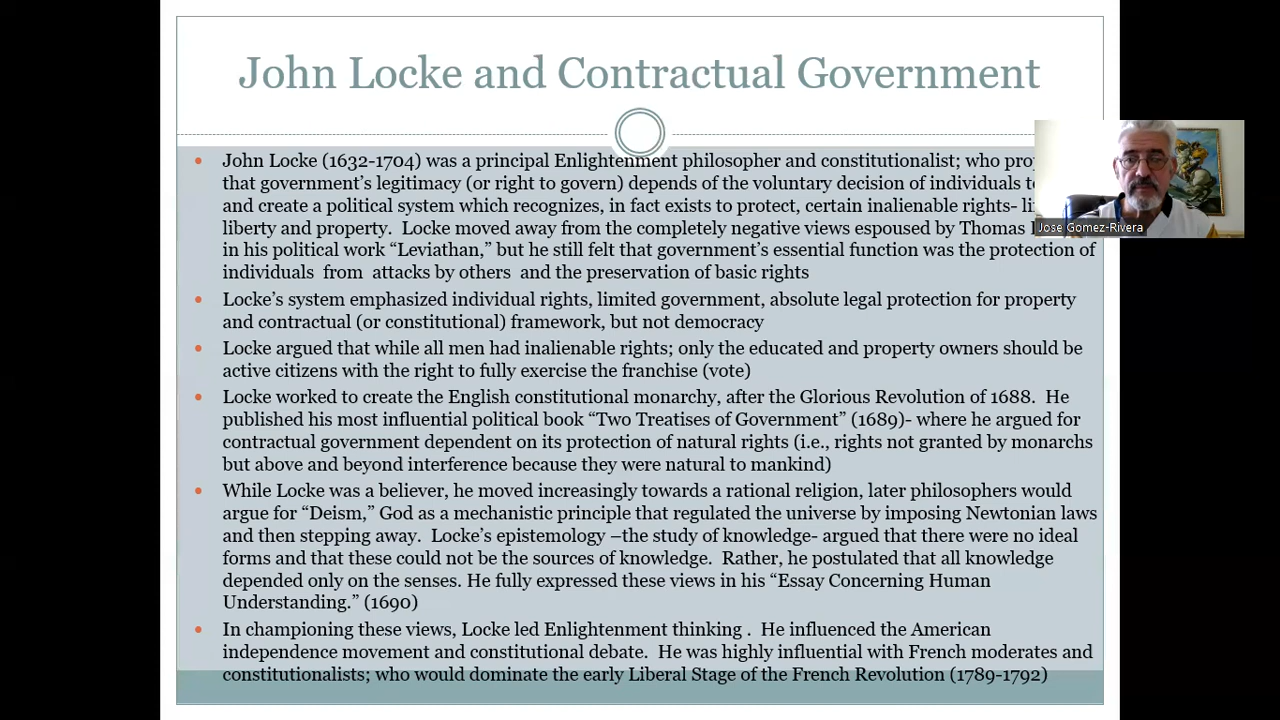 John Locke and Contractual Government
• John Locke (1632-1704) was a principal Enlightenment philosopher and constitutionalist; who
that government's legitimacy (or right to govern) depends of the voluntary decision of individuals
and create a political system which recognizes, in fact exists to protect, certain inalienable rights-
liberty and property.  Locke moved away from the completely negative views espoused by Thomas
in his political work “Leviathan,” but he still felt that government's essential function was the protection of
individuals  from  attacks by others  and the preservation of basic rights
• Locke's system emphasized individual rights, limited government, absolute legal protection for property
and contractual (or constitutional) framework, but not democracy
• Locke argued that while all men had inalienable rights; only the educated and property owners should be
active citizens with the right to fully exercise the franchise (vote)
• Locke worked to create the English constitutional monarchy, after the Glorious Revolution of 1688.  He
published his most influential political book “Two Treatises of Government” (1689)- where he argued for
contractual government dependent on its protection of natural rights (i.e., rights not granted by monarchs
but above and beyond interference because they were natural to mankind)
• While Locke was a believer, he moved increasingly towards a rational religion, later philosophers would
argue for “Deism,” God as a mechanistic principle that regulated the universe by imposing Newtonian laws
and then stepping away.  Locke's epistemology –the study of knowledge- argued that there were no ideal
forms and that these could not be the sources of knowledge.  Rather, he postulated that all knowledge
depended only on the senses. He fully expressed these views in his “Essay Concerning Human
Understanding.” (1690)
• In championing these views, Locke led Enlightenment thinking .  He influenced the American
independence movement and constitutional debate.  He was highly influential with French moderates and
constitutionalists; who would dominate the early Liberal Stage of the French Revolution (1789-1792)
Jose Gomez-Rivera